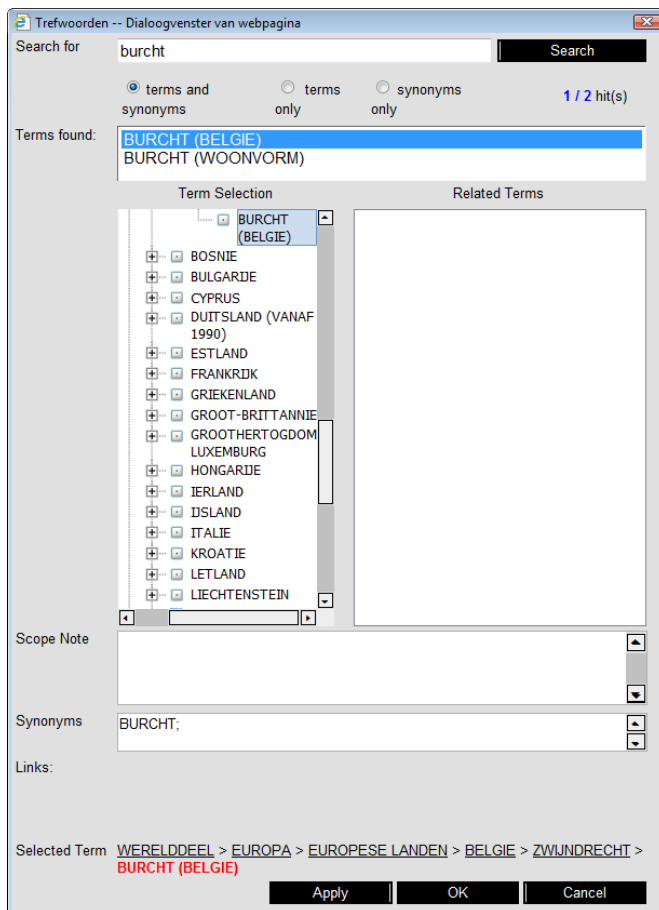 Trefwoorden -- Dialoogvenster van webpagina
Search for
burcht
Search
terms and synonyms
terms only
synonyms only
1 / 2 hit(s)
Terms found:
BURCHT (BELGIE)
BURCHT (WOONVORM)
Term Selection
Related Terms
BURCHT
(BELGIE)
BOSNIE
BULGARIJE
CYPRUS
DUITSLAND (VANAF
1990)
ESTLAND
FRANKRIJK
GRIEKENLAND
GROOT-BRITTANNIE
GROOTHERTOGDOM
LUXEMBURG
HONGARIJE
IERLAND
IJSLAND
ITALIE
KROATIE
LETLAND
LIECHTENSTEIN
Scope Note
Synonyms
BURCHT;
Links:
Selected Term
WERELDDEEL > EUROPA > EUROPESE LANDEN > BELGIE > ZWIJNDRECHT >
BURCHT (BELGIE)
Apply
OK
Cancel